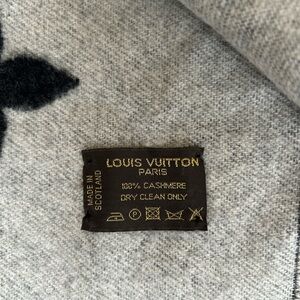 LOUIS VUITTON
PARIS
100% CASHMERE
DRY CLEAN ONLY
P
MADE IN
SCOTLAND